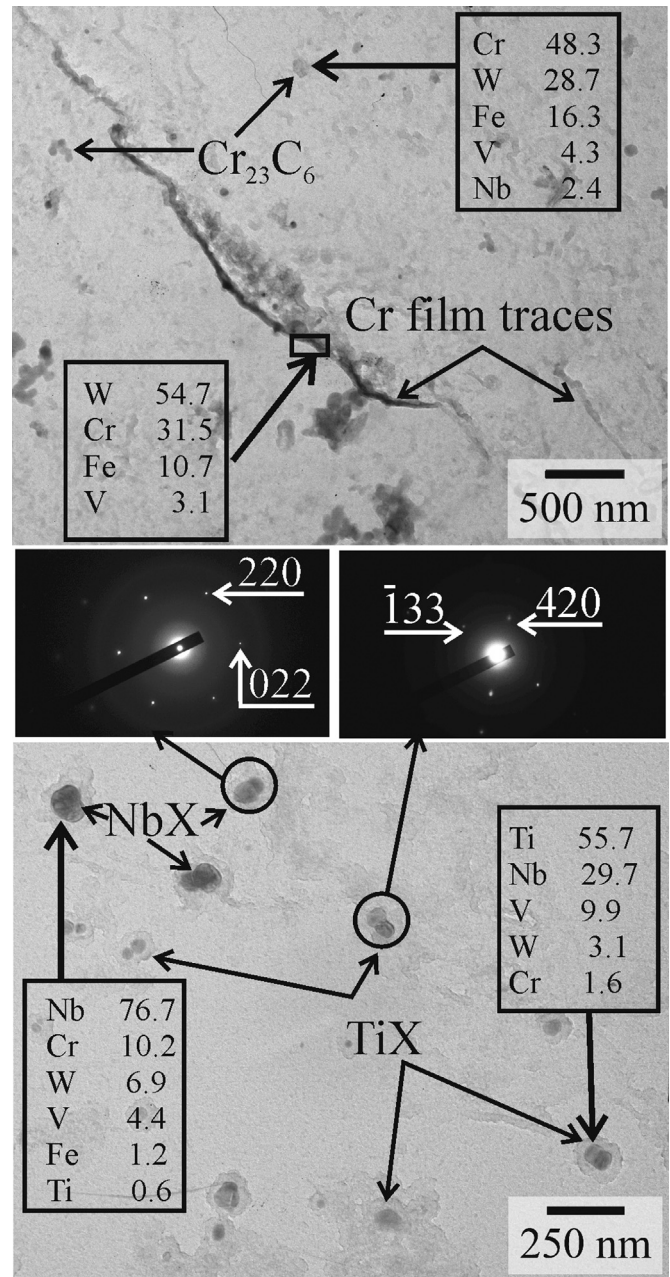 Cr 48.3
W 28.7
Fe 16.3
V 4.3
Nb 2.4
Cr₂₃C₆
Cr film traces
W 54.7
Cr 31.5
Fe 10.7
V 3.1
500 nm
220
022
1̅33
420
NbX
Ti 55.7
Nb 29.7
V 9.9
W 3.1
Cr 1.6
Nb 76.7
Cr 10.2
W 6.9
V 4.4
Fe 1.2
Ti 0.6
TiX
250 nm